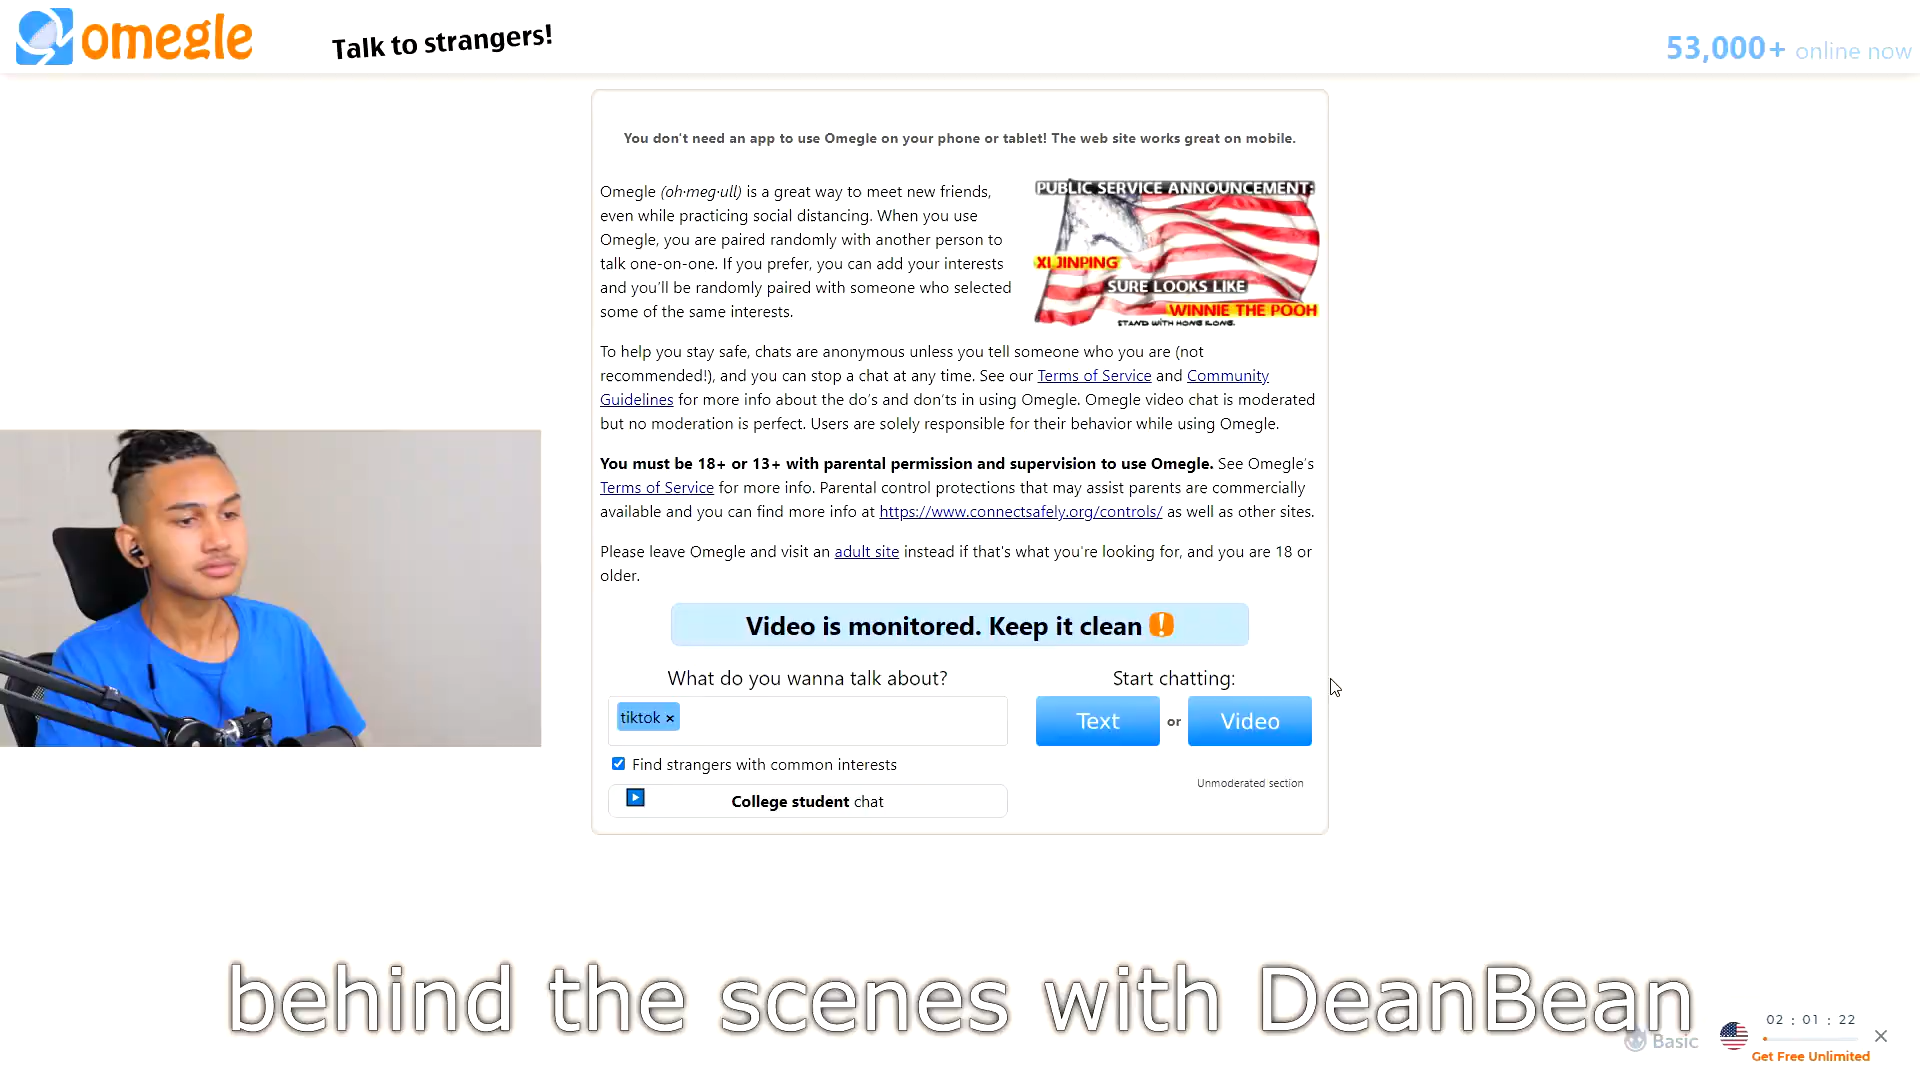 omegle
Talk to strangers!
53,000+ online now
You don't need an app to use Omegle on your phone or tablet! The web site works great on mobile.
Omegle (oh·meg·ull) is a great way to meet new friends,
even while practicing social distancing. When you use
Omegle, you are paired randomly with another person to
talk one-on-one. If you prefer, you can add your interests
and you'll be randomly paired with someone who selected
some of the same interests.
PUBLIC SERVICE ANNOUNCEMENT:
XI JINPING
SURE LOOKS LIKE
WINNIE THE POOH
STAND WITH HONG KONG.
To help you stay safe, chats are anonymous unless you tell someone who you are (not
recommended!), and you can stop a chat at any time. See our Terms of Service and Community
Guidelines for more info about the do's and don'ts in using Omegle. Omegle video chat is moderated
but no moderation is perfect. Users are solely responsible for their behavior while using Omegle.
You must be 18+ or 13+ with parental permission and supervision to use Omegle. See Omegle's
Terms of Service for more info. Parental control protections that may assist parents are commercially
available and you can find more info at https://www.connectsafely.org/controls/ as well as other sites.
Please leave Omegle and visit an adult site instead if that's what you're looking for, and you are 18 or
older.
Video is monitored. Keep it clean !
What do you wanna talk about?
Start chatting:
tiktok ×
Text or Video
Find strangers with common interests
Unmoderated section
College student chat
behind the scenes with DeanBean
Basic
02 : 01 : 22
Get Free Unlimited